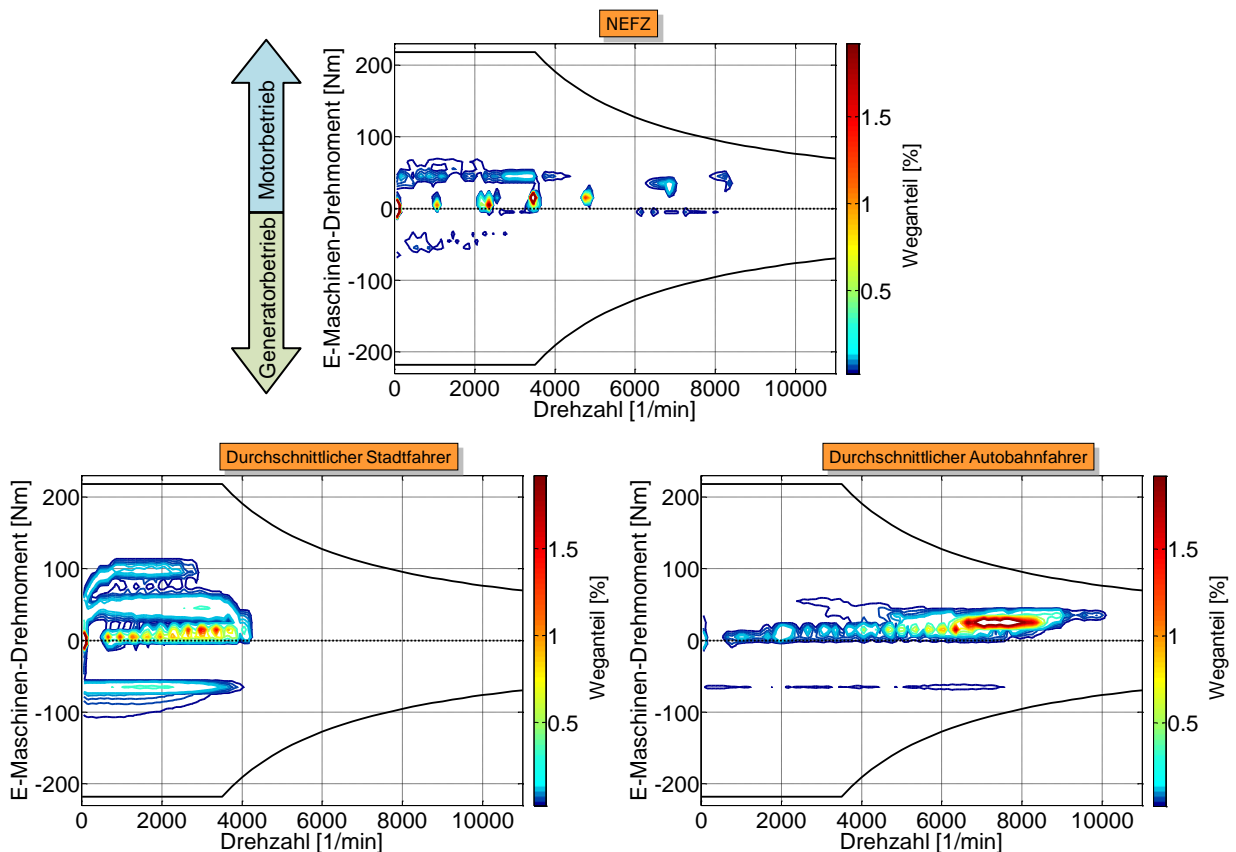 NEFZ
Motorbetrieb
Generatorbetrieb
E-Maschinen-Drehmoment [Nm]
200
100
0
-100
-200
0 2000 4000 6000 8000 10000
Drehzahl [1/min]
1.5
1
0.5
Weganteil [%]
Durchschnittlicher Stadtfahrer
E-Maschinen-Drehmoment [Nm]
200
100
0
-100
-200
0 2000 4000 6000 8000 10000
Drehzahl [1/min]
1.5
1
0.5
Weganteil [%]
Durchschnittlicher Autobahnfahrer
E-Maschinen-Drehmoment [Nm]
200
100
0
-100
-200
0 2000 4000 6000 8000 10000
Drehzahl [1/min]
1.5
1
0.5
Weganteil [%]